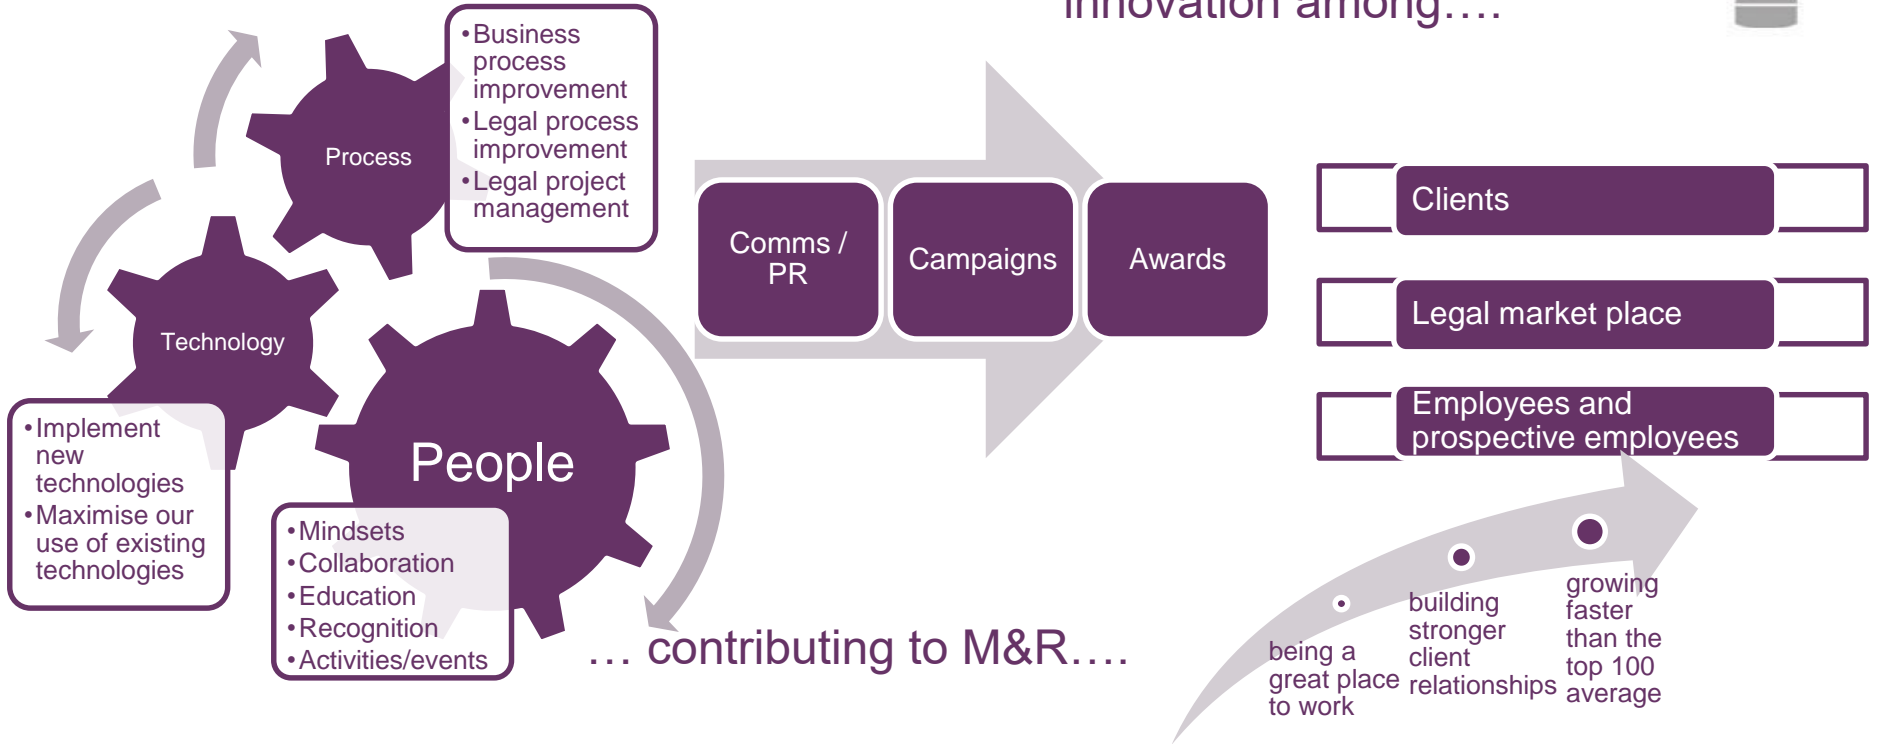 innovation among….
Process
•Business
process
improvement
•Legal process
improvement
•Legal project
management
Technology
•Implement
new
technologies
•Maximise our
use of existing
technologies
People
•Mindsets
•Collaboration
•Education
•Recognition
•Activities/events
Comms /
PR
Campaigns
Awards
Clients
Legal market place
Employees and
prospective employees
… contributing to M&R….
being a
great place
to work
building
stronger
client
relationships
growing
faster
than the
top 100
average